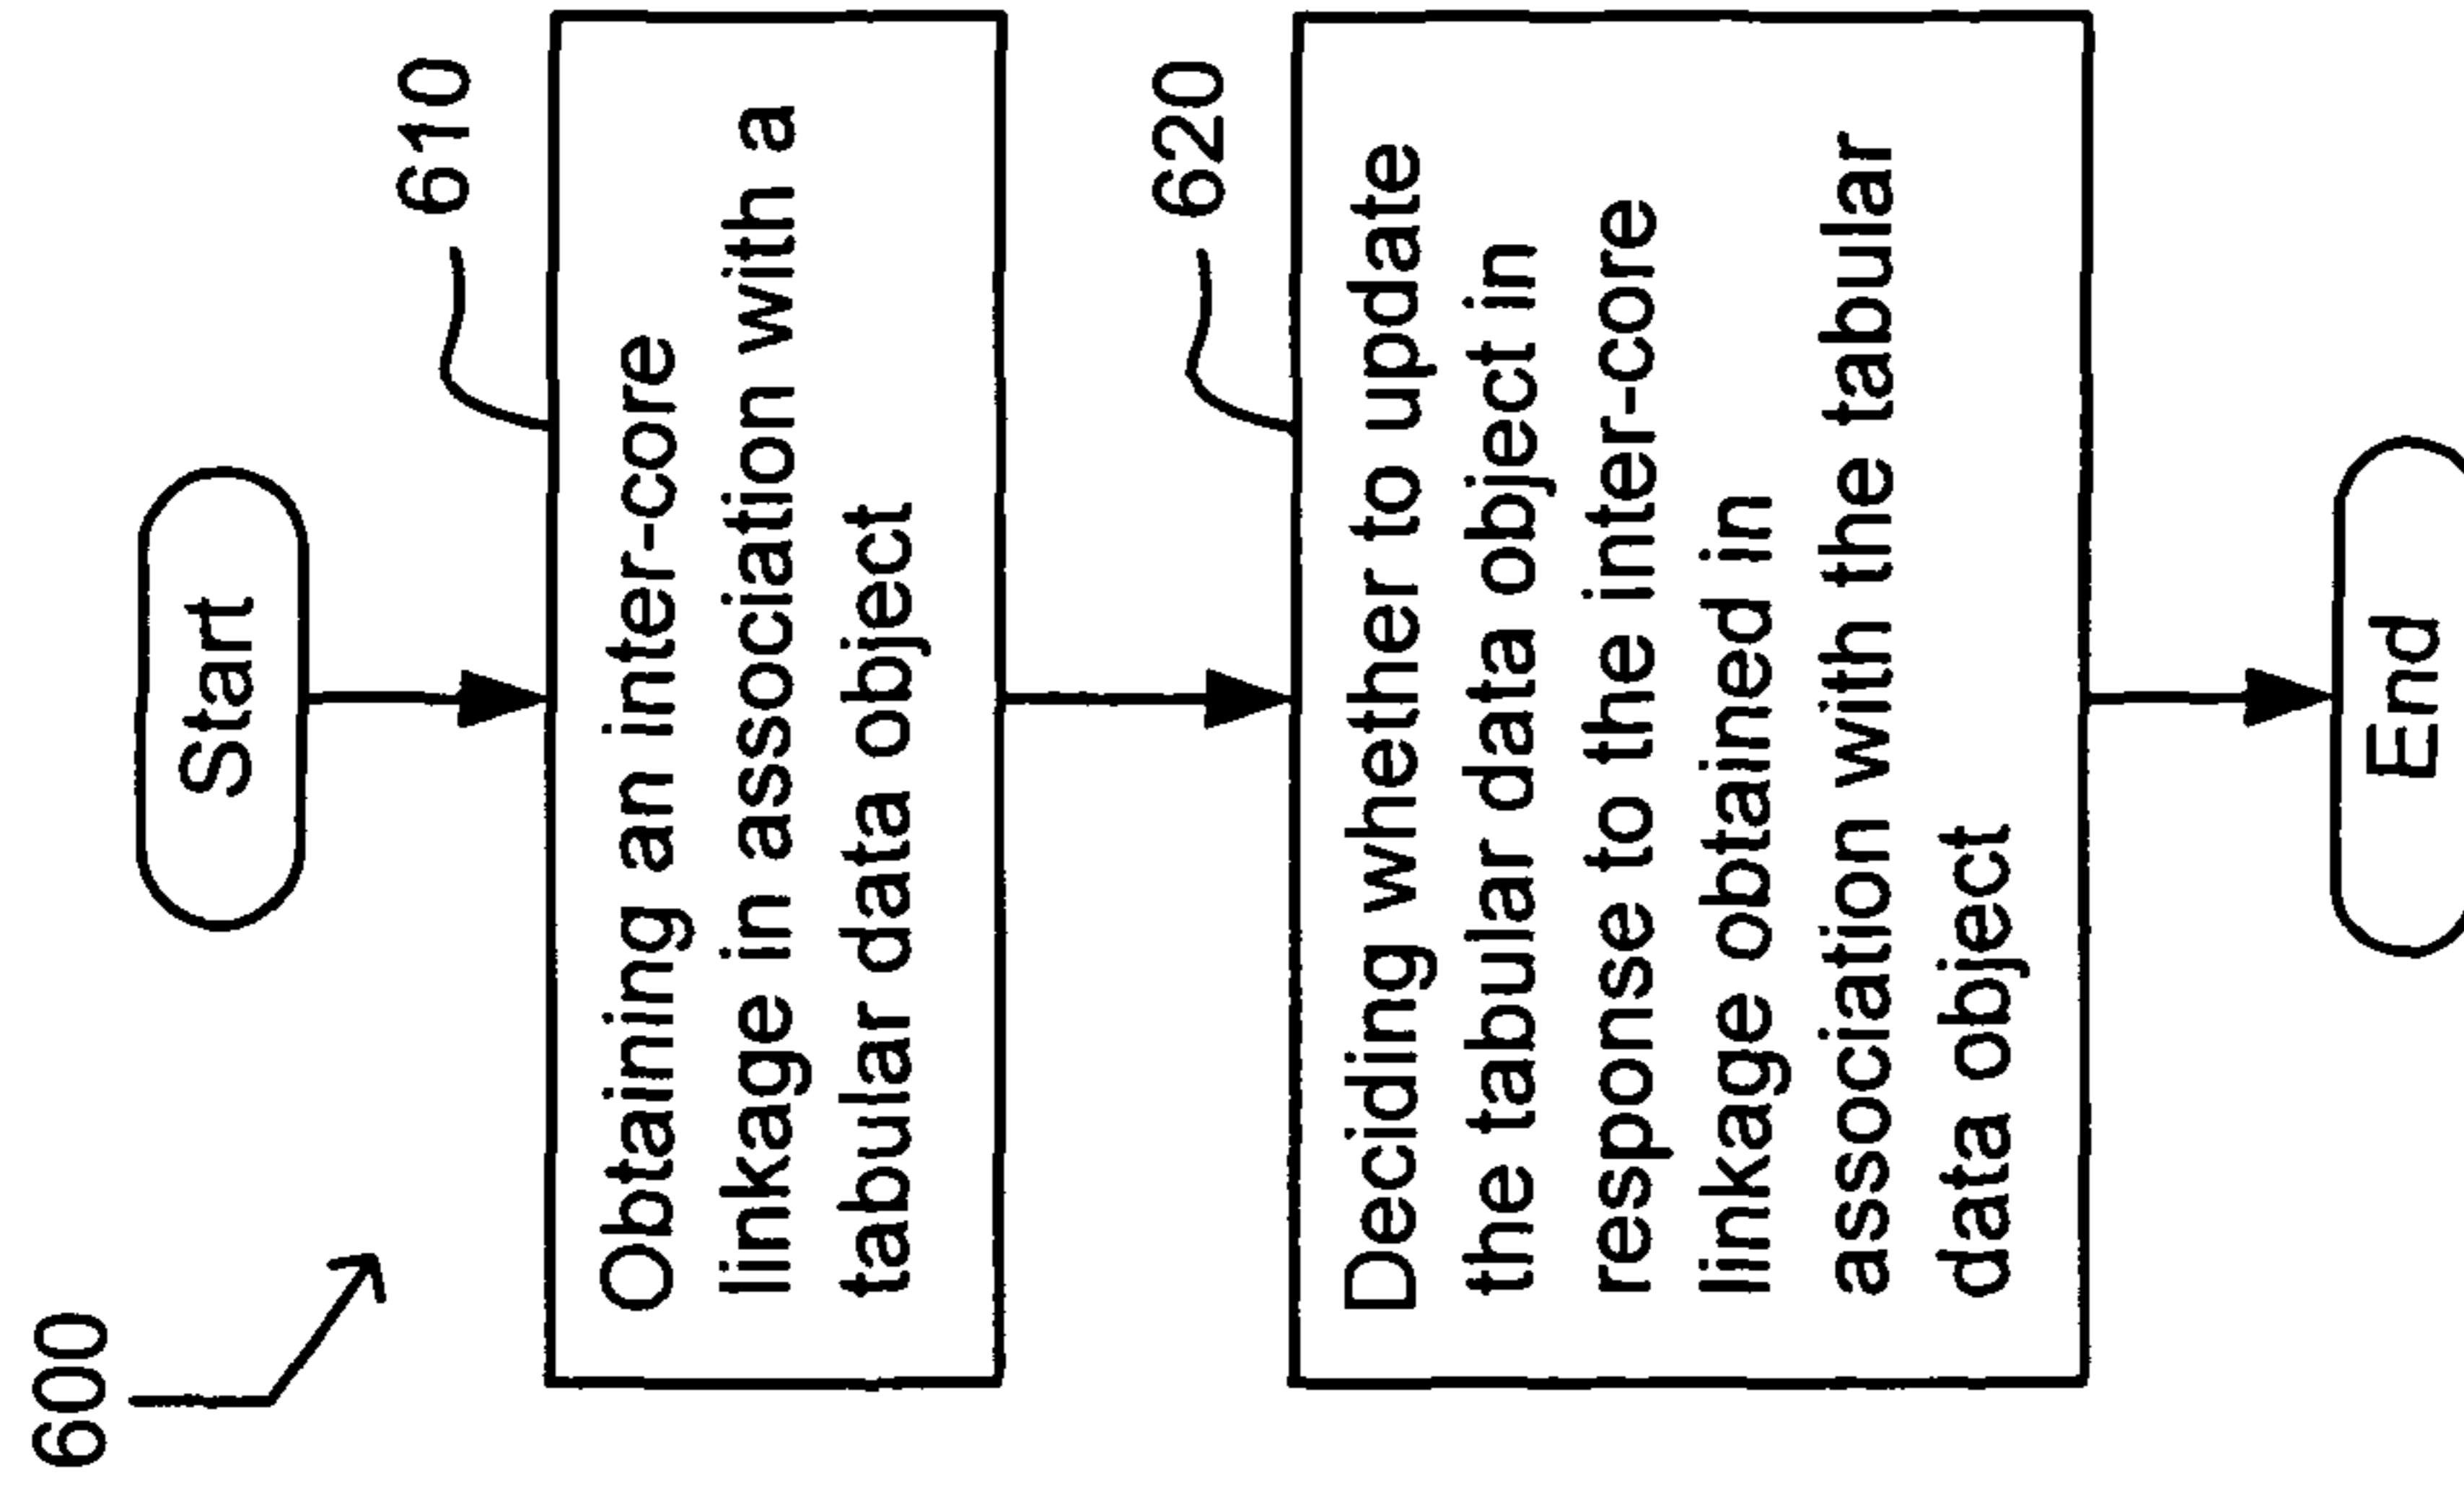 600
Start
610
Obtaining an inter-core
linkage in association with a
tabular data object
620
Deciding whether to update
the tabular data object in
response to the inter-core
linkage obtained in
association with the tabular
data object
End